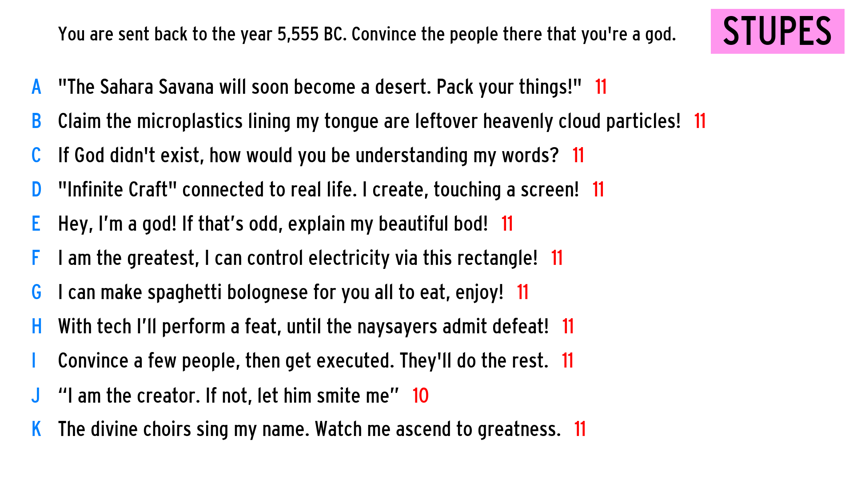 You are sent back to the year 5,555 BC. Convince the people there that you're a god.
STUPES
A "The Sahara Savana will soon become a desert. Pack your things!" 11
B Claim the microplastics lining my tongue are leftover heavenly cloud particles! 11
C If God didn't exist, how would you be understanding my words? 11
D "Infinite Craft" connected to real life. I create, touching a screen! 11
E Hey, I’m a god! If that’s odd, explain my beautiful bod! 11
F I am the greatest, I can control electricity via this rectangle! 11
G I can make spaghetti bolognese for you all to eat, enjoy! 11
H With tech I’ll perform a feat, until the naysayers admit defeat! 11
I Convince a few people, then get executed. They'll do the rest. 11
J “I am the creator. If not, let him smite me” 10
K The divine choirs sing my name. Watch me ascend to greatness. 11